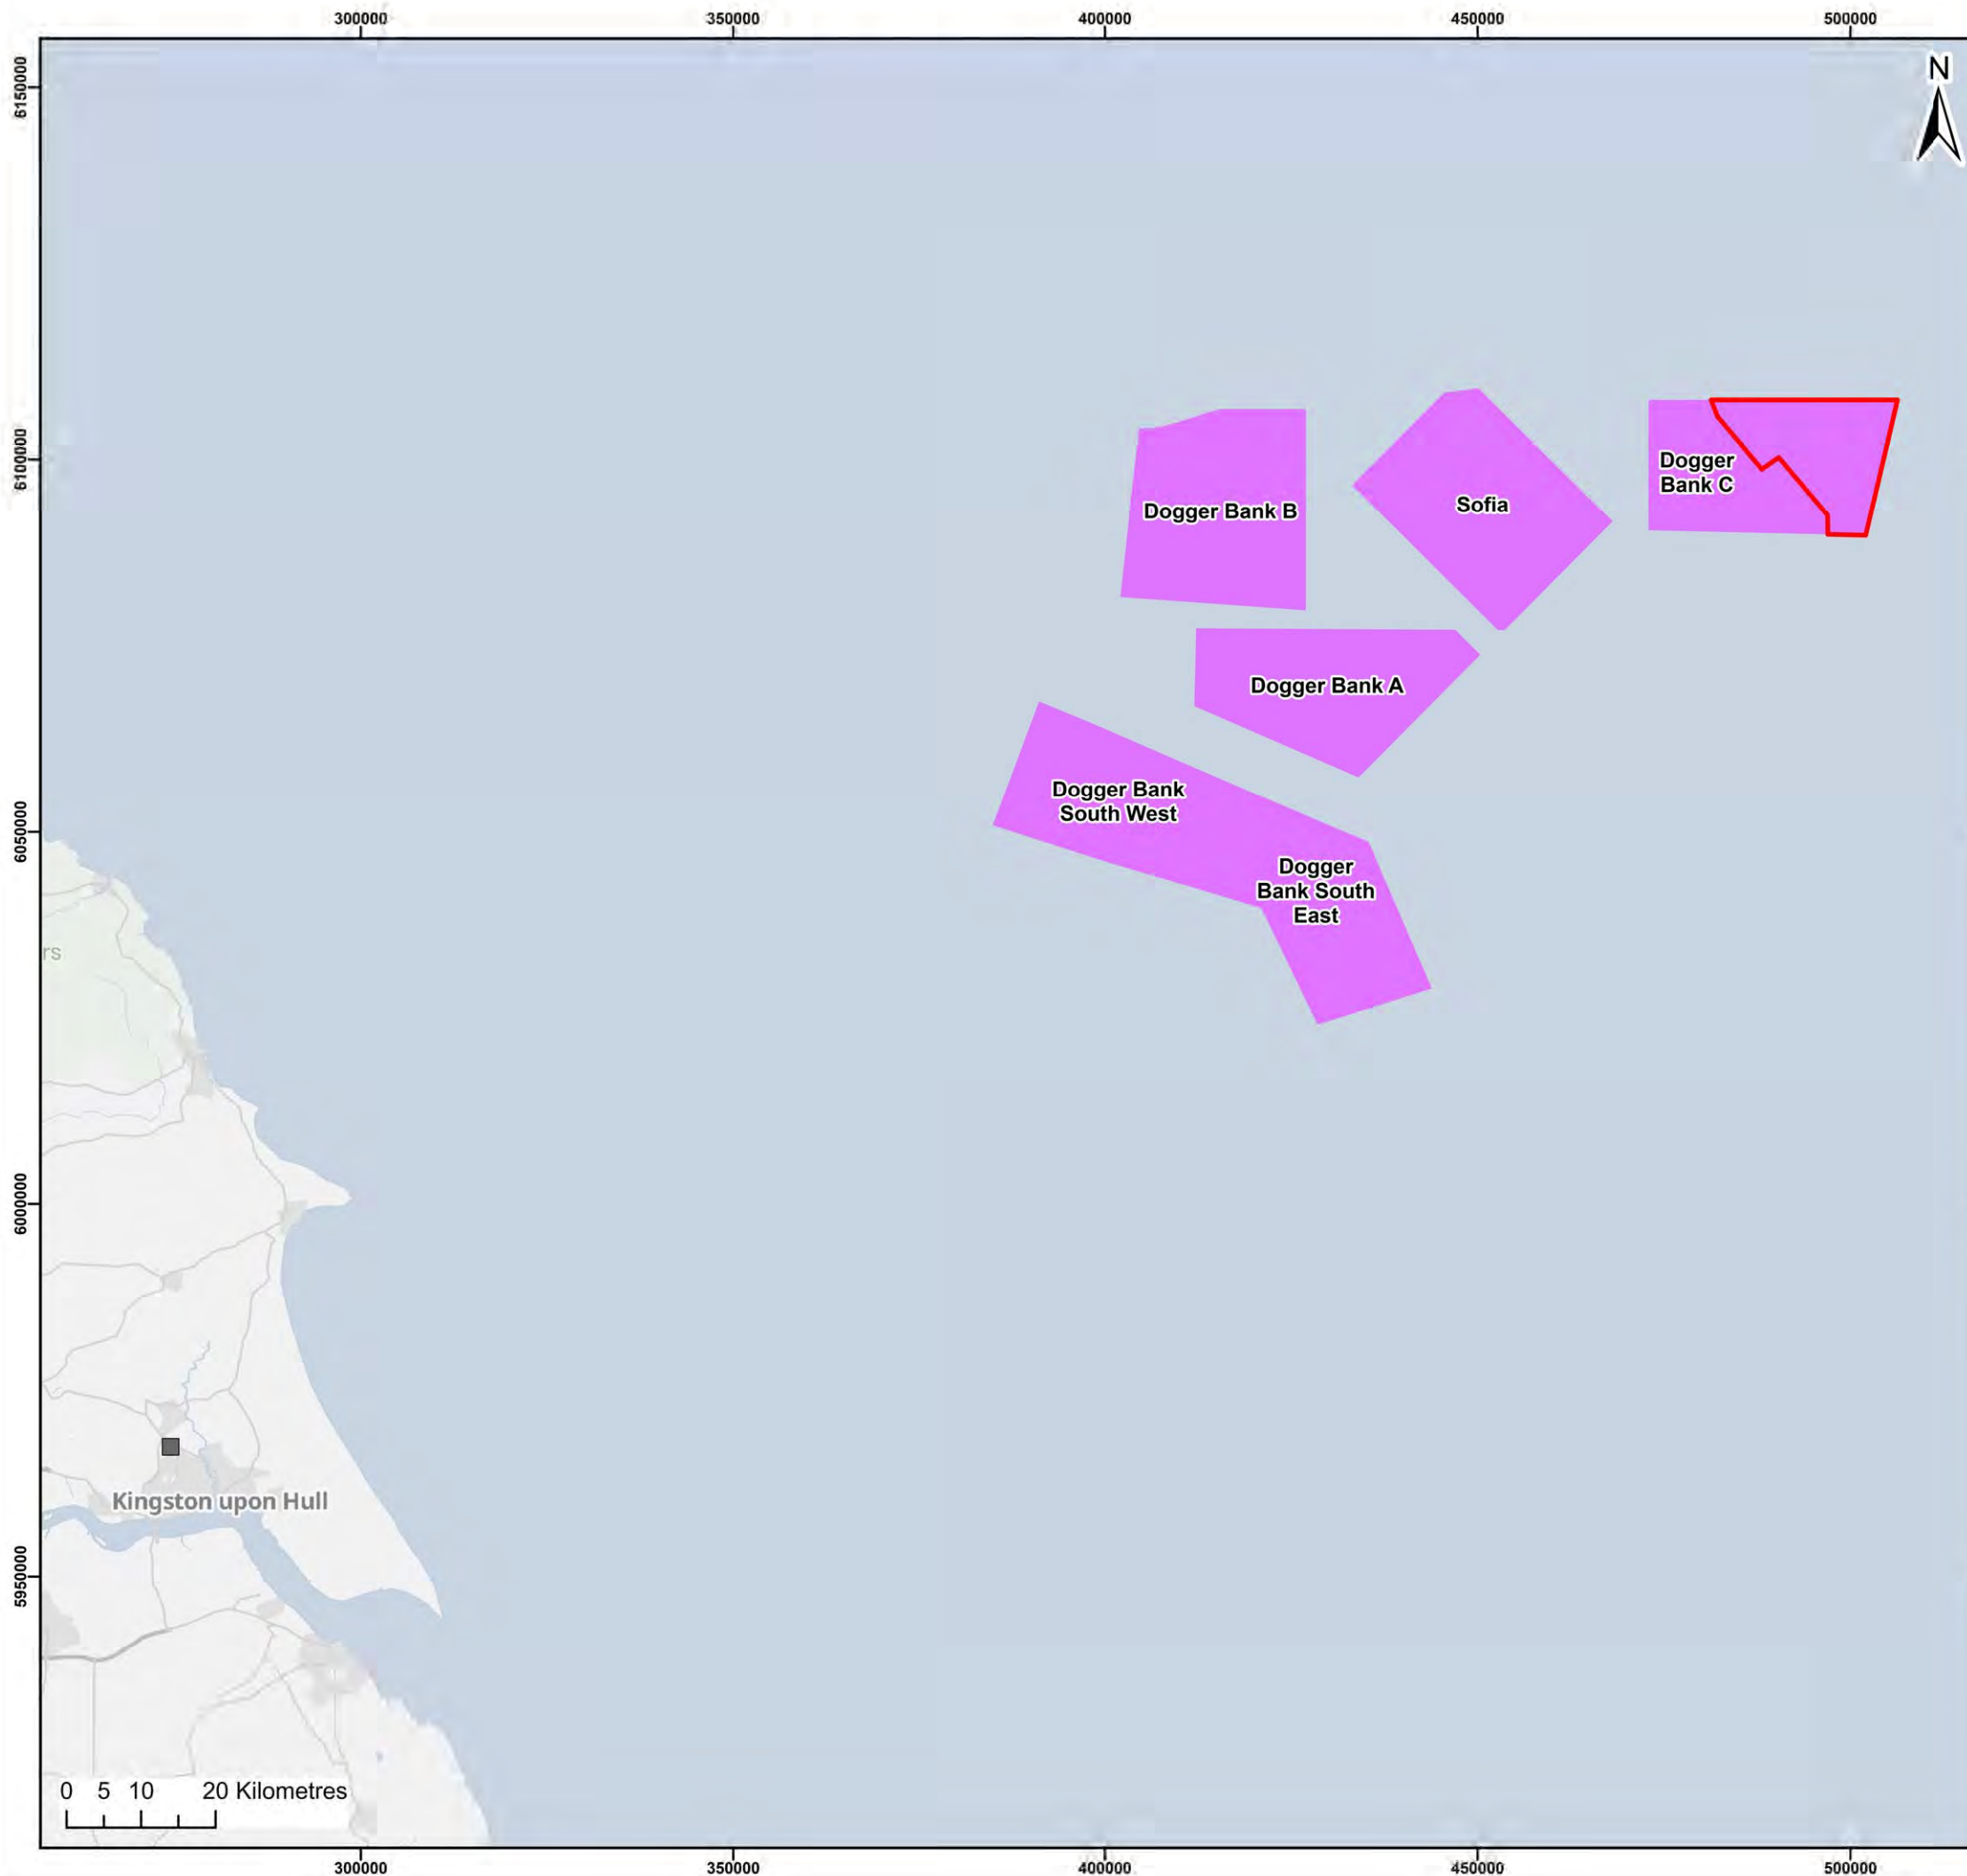 300000 350000 400000 450000 500000
6150000
N
6100000
Dogger
Bank C
Sofia
Dogger Bank B
Dogger Bank A
Dogger Bank
South West
6050000
Dogger
Bank South
East
rs
6000000
Kingston upon Hull
5950000
0 5 10 20 Kilometres
300000 350000 400000 450000 500000